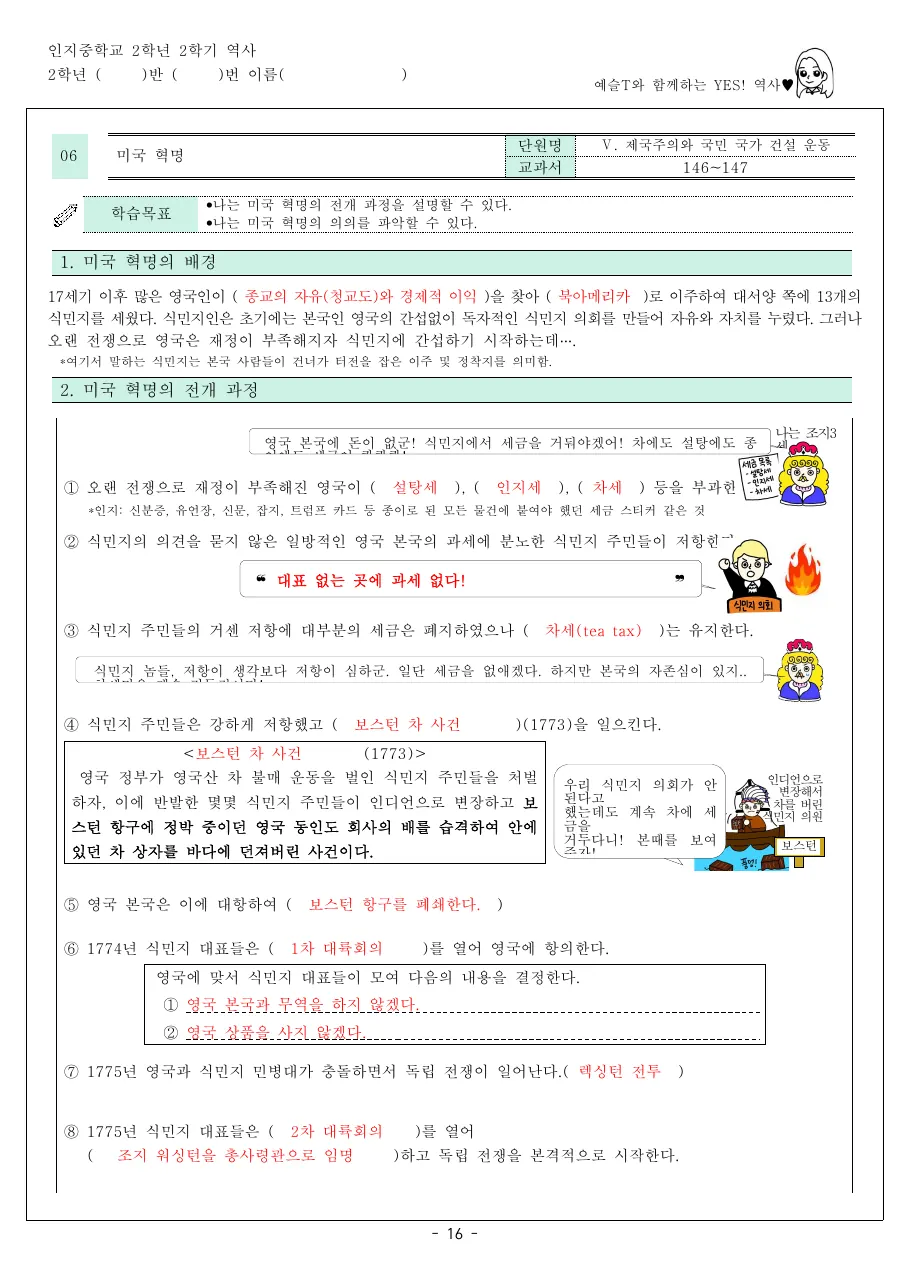 인지중학교 2학년 2학기 역사
2학년 (　　)반 (　　)번 이름(　　　　　　)
예슬T와 함께하는 YES! 역사♥
06
미국 혁명
단원명
Ⅴ. 제국주의와 국민 국가 건설 운동
교과서
146~147
학습목표
●나는 미국 혁명의 전개 과정을 설명할 수 있다.
●나는 미국 혁명의 의의를 파악할 수 있다.
1. 미국 혁명의 배경
17세기 이후 많은 영국인이 ( 종교의 자유(청교도)와 경제적 이익 )을 찾아 ( 북아메리카 )로 이주하여 대서양 쪽에 13개의
식민지를 세웠다. 식민지인은 초기에는 본국인 영국의 간섭없이 독자적인 식민지 의회를 만들어 자유와 자치를 누렸다. 그러나
오랜 전쟁으로 영국은 재정이 부족해지자 식민지에 간섭하기 시작하는데….
*여기서 말하는 식민지는 본국 사람들이 건너가 터전을 잡은 이주 및 정착지를 의미함.
2. 미국 혁명의 전개 과정
영국 본국에 돈이 없군! 식민지에서 세금을 거둬야겠어! 차에도 설탕에도 종
나는 조지3
세
세금 목록
- 설탕세
- 인지세
- 차세
① 오랜 전쟁으로 재정이 부족해진 영국이 ( 설탕세 ), ( 인지세 ), ( 차세 ) 등을 부과한
*인지: 신분증, 유언장, 신문, 잡지, 트럼프 카드 등 종이로 된 모든 물건에 붙여야 했던 세금 스티커 같은 것
② 식민지의 의견을 묻지 않은 일방적인 영국 본국의 과세에 분노한 식민지 주민들이 저항한
❝ 대표 없는 곳에 과세 없다! ❞
식민지 의회
③ 식민지 주민들의 거센 저항에 대부분의 세금은 폐지하였으나 ( 차세(tea tax) )는 유지한다.
식민지 놈들, 저항이 생각보다 저항이 심하군. 일단 세금을 없애겠다. 하지만 본국의 자존심이 있지..
④ 식민지 주민들은 강하게 저항했고 ( 보스턴 차 사건 )(1773)을 일으킨다.
<보스턴 차 사건 (1773)>
영국 정부가 영국산 차 불매 운동을 벌인 식민지 주민들을 처벌
하자, 이에 반발한 몇몇 식민지 주민들이 인디언으로 변장하고 보
스턴 항구에 정박 중이던 영국 동인도 회사의 배를 습격하여 안에
있던 차 상자를 바다에 던져버린 사건이다.
우리 식민지 의회가 안
된다고
했는데도 계속 차에 세
금을
거두다니! 본때를 보여
주자!
인디언으로
변장해서
차를 버린
식민지 의원
보스턴
풍덩!
⑤ 영국 본국은 이에 대항하여 ( 보스턴 항구를 폐쇄한다. )
⑥ 1774년 식민지 대표들은 ( 1차 대륙회의 )를 열어 영국에 항의한다.
영국에 맞서 식민지 대표들이 모여 다음의 내용을 결정한다.
① 영국 본국과 무역을 하지 않겠다.
② 영국 상품을 사지 않겠다.
⑦ 1775년 영국과 식민지 민병대가 충돌하면서 독립 전쟁이 일어난다.( 렉싱턴 전투 )
⑧ 1775년 식민지 대표들은 ( 2차 대륙회의 )를 열어
( 조지 워싱턴을 총사령관으로 임명 )하고 독립 전쟁을 본격적으로 시작한다.
- 16 -